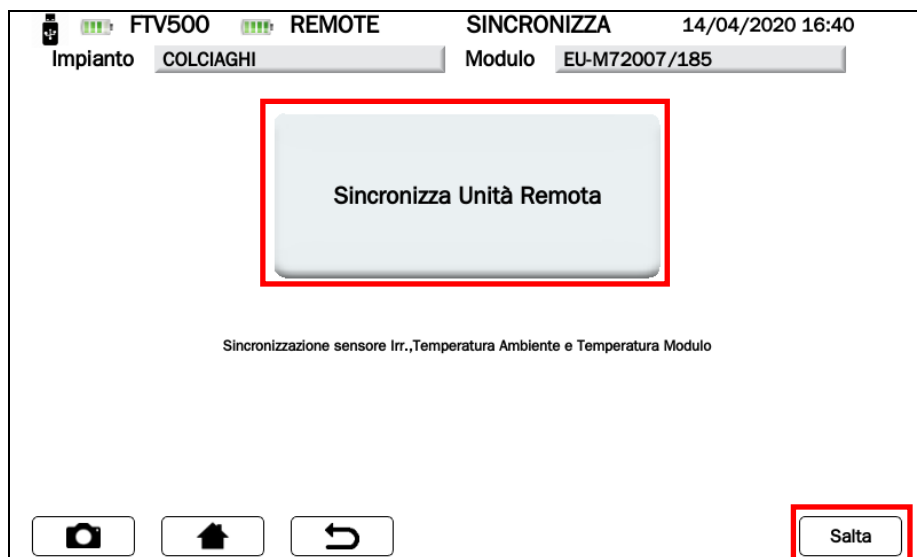 FTV500 REMOTE SINCRONIZZA 14/04/2020 16:40
Impianto COLCIAGHI Modulo EU-M72007/185
Sincronizza Unità Remota
Sincronizzazione sensore Irr.,Temperatura Ambiente e Temperatura Modulo
Salta